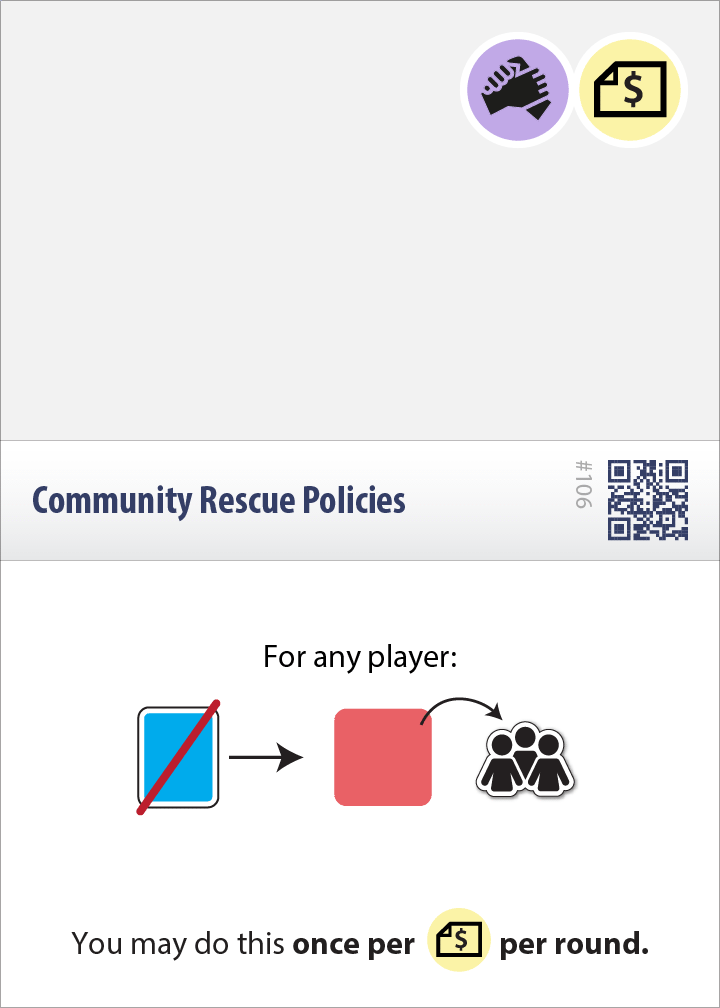 $
Community Rescue Policies
#106
For any player:
You may do this once per $ per round.